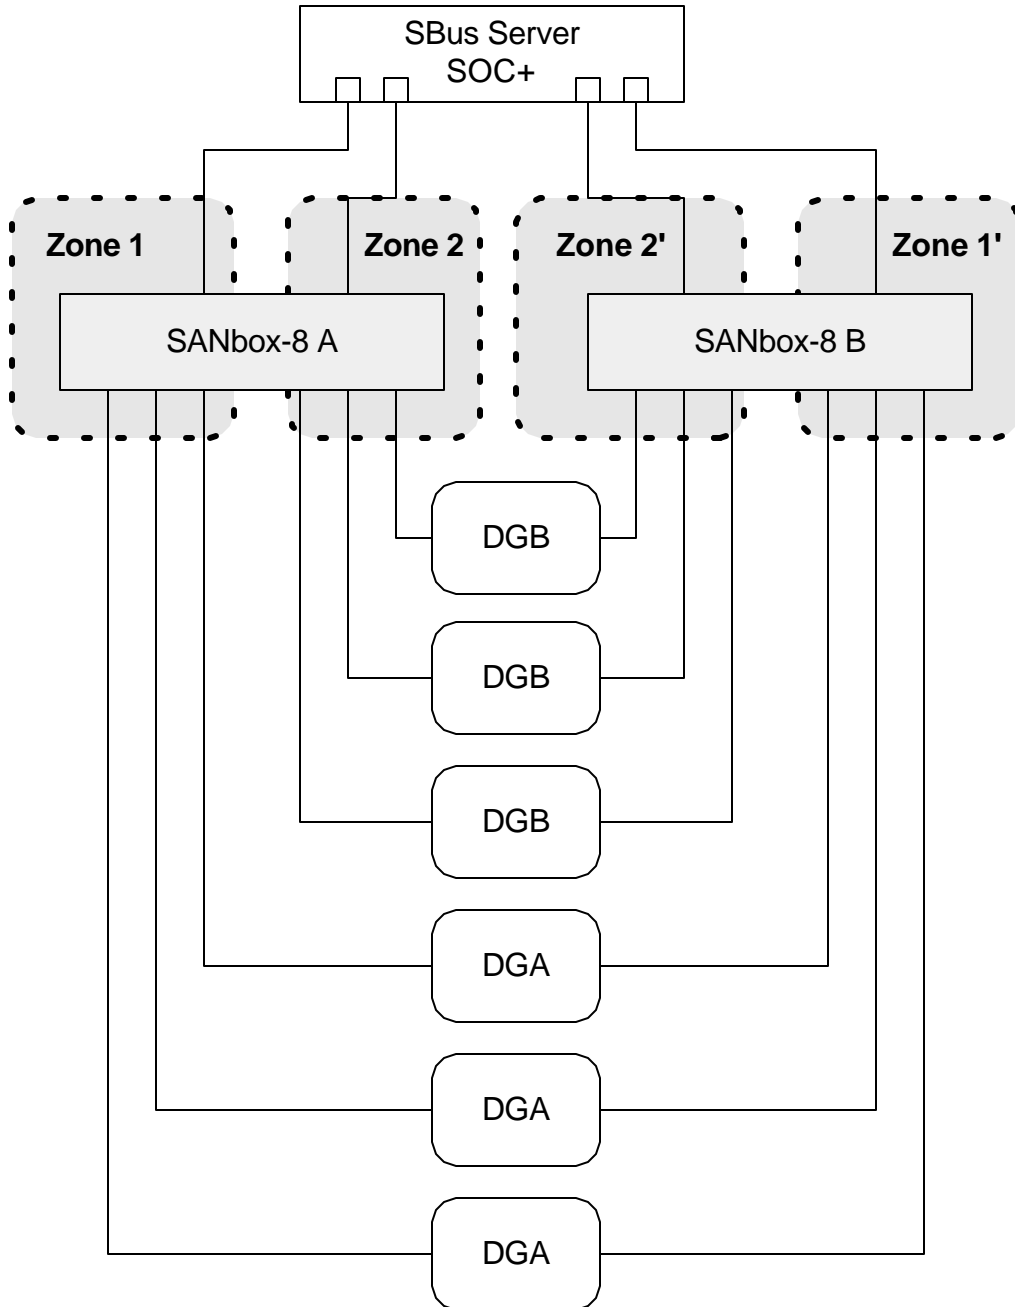 SBus Server
SOC+
Zone 1
Zone 2
Zone 2'
Zone 1'
SANbox-8 A
SANbox-8 B
DGB
DGB
DGB
DGA
DGA
DGA